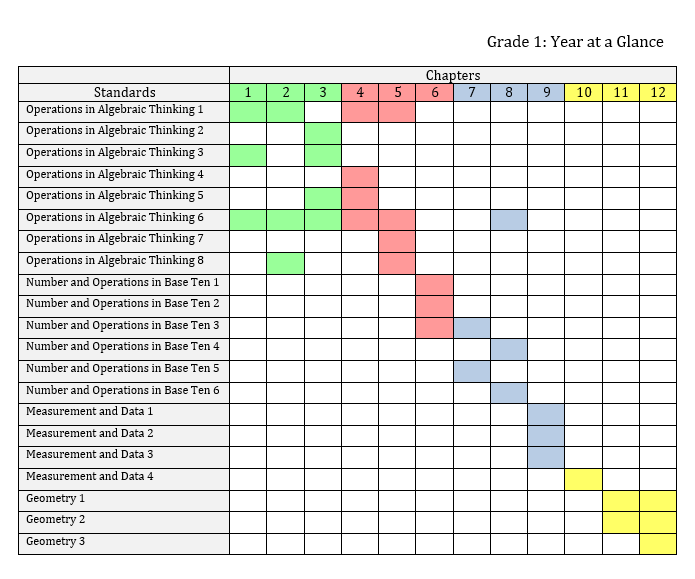 Grade 1: Year at a Glance
Chapters
Standards 1 2 3 4 5 6 7 8 9 10 11 12
Operations in Algebraic Thinking 1
Operations in Algebraic Thinking 2
Operations in Algebraic Thinking 3
Operations in Algebraic Thinking 4
Operations in Algebraic Thinking 5
Operations in Algebraic Thinking 6
Operations in Algebraic Thinking 7
Operations in Algebraic Thinking 8
Number and Operations in Base Ten 1
Number and Operations in Base Ten 2
Number and Operations in Base Ten 3
Number and Operations in Base Ten 4
Number and Operations in Base Ten 5
Number and Operations in Base Ten 6
Measurement and Data 1
Measurement and Data 2
Measurement and Data 3
Measurement and Data 4
Geometry 1
Geometry 2
Geometry 3